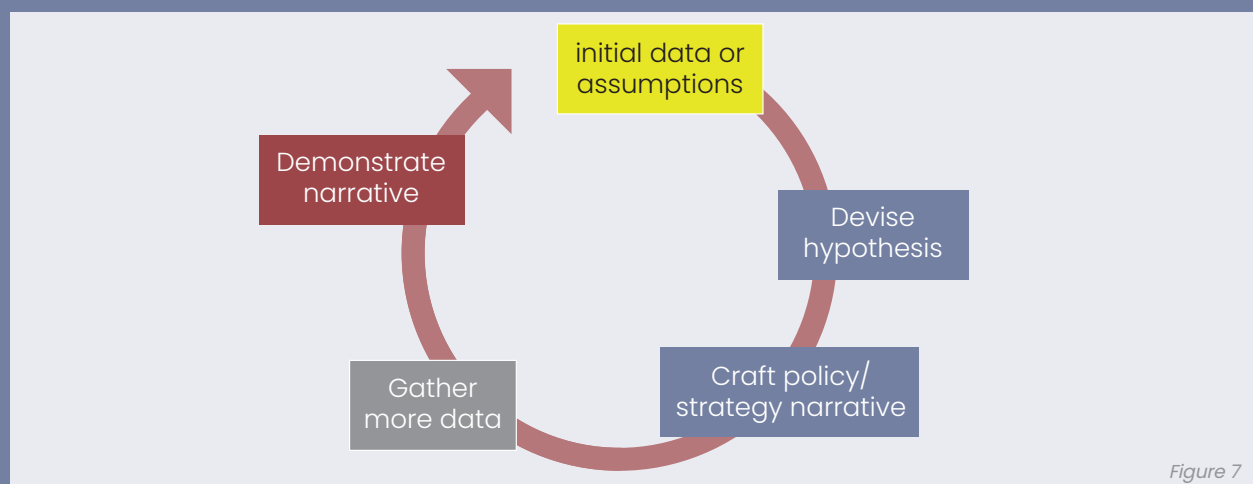 initial data or
assumptions
Devise
hypothesis
Craft policy/
strategy narrative
Gather
more data
Demonstrate
narrative
Figure 7